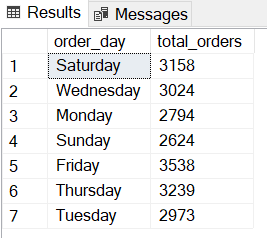 Results Messages
order_day total_orders
1 Saturday 3158
2 Wednesday 3024
3 Monday 2794
4 Sunday 2624
5 Friday 3538
6 Thursday 3239
7 Tuesday 2973